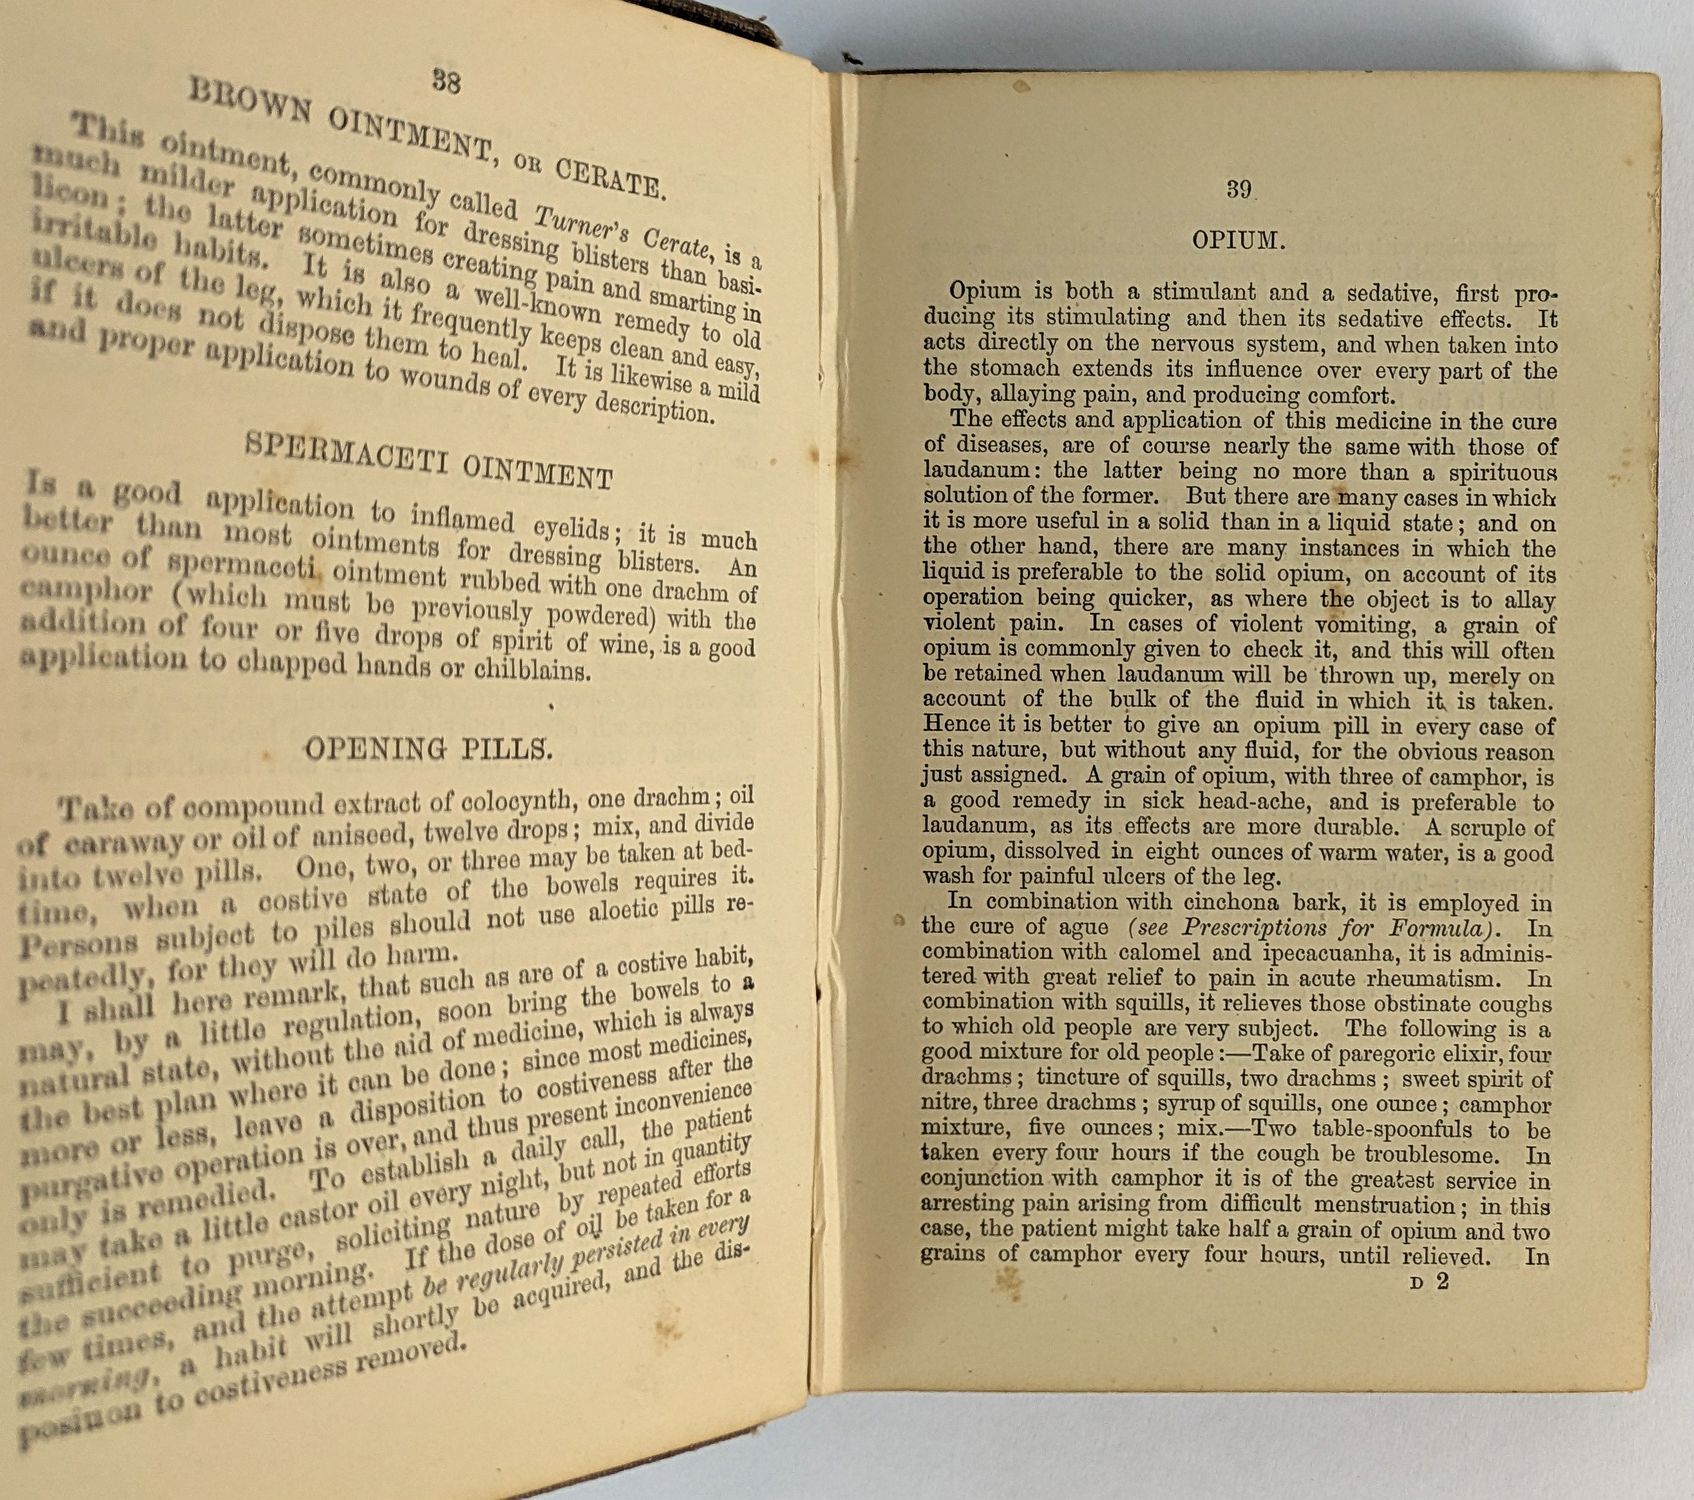 38
BROWN OINTMENT, OR CERATE.
This ointment, commonly called Turner's Cerate, is a
much milder application for dressing blisters than basi-
licon; the latter sometimes creating pain and smarting in
irritable habits. It is also a well-known remedy to old
ulcers of the leg, which it frequently keeps clean and easy,
if it does not dispose them to heal. It is likewise a mild
and proper application to wounds of every description.
SPERMACETI OINTMENT
Is a good application to inflamed eyelids; it is much
better than most ointments for dressing blisters. An
ounce of spermaceti ointment rubbed with one drachm of
camphor (which must be previously powdered) with the
addition of four or five drops of spirit of wine, is a good
application to chapped hands or chilblains.
OPENING PILLS.
Take of compound extract of colocynth, one drachm; oil
of caraway or oil of aniseed, twelve drops; mix, and divide
into twelve pills. One, two, or three may be taken at bed-
time, when a costive state of the bowels requires it.
Persons subject to piles should not use aloetic pills re-
peatedly, for they will do harm.
I shall here remark, that such as are of a costive habit,
may, by a little regulation, soon bring the bowels to a
natural state, without the aid of medicine, which is always
the best plan where it can be done; since most medicines,
more or less, leave a disposition to costiveness after the
purgative operation is over, and thus present inconvenience
only is remedied. To establish a daily call, the patient
may take a little castor oil every night, but not in quantity
sufficient to purge, soliciting nature by repeated efforts
the succeeding morning. If the dose of oil be taken for a
few times, and the attempt be regularly persisted in every
morning, a habit will shortly be acquired, and the dis-
position to costiveness removed.
39
OPIUM.
Opium is both a stimulant and a sedative, first pro-
ducing its stimulating and then its sedative effects. It
acts directly on the nervous system, and when taken into
the stomach extends its influence over every part of the
body, allaying pain, and producing comfort.
The effects and application of this medicine in the cure
of diseases, are of course nearly the same with those of
laudanum: the latter being no more than a spirituous
solution of the former. But there are many cases in which
it is more useful in a solid than in a liquid state; and on
the other hand, there are many instances in which the
liquid is preferable to the solid opium, on account of its
operation being quicker, as where the object is to allay
violent pain. In cases of violent vomiting, a grain of
opium is commonly given to check it, and this will often
be retained when laudanum will be thrown up, merely on
account of the bulk of the fluid in which it is taken.
Hence it is better to give an opium pill in every case of
this nature, but without any fluid, for the obvious reason
just assigned. A grain of opium, with three of camphor, is
a good remedy in sick head-ache, and is preferable to
laudanum, as its effects are more durable. A scruple of
opium, dissolved in eight ounces of warm water, is a good
wash for painful ulcers of the leg.
In combination with cinchona bark, it is employed in
the cure of ague (see Prescriptions for Formula). In
combination with calomel and ipecacuanha, it is adminis-
tered with great relief to pain in acute rheumatism. In
combination with squills, it relieves those obstinate coughs
to which old people are very subject. The following is a
good mixture for old people:—Take of paregoric elixir, four
drachms; tincture of squills, two drachms; sweet spirit of
nitre, three drachms; syrup of squills, one ounce; camphor
mixture, five ounces; mix.—Two table-spoonfuls to be
taken every four hours if the cough be troublesome. In
conjunction with camphor it is of the greatest service in
arresting pain arising from difficult menstruation; in this
case, the patient might take half a grain of opium and two
grains of camphor every four hours, until relieved. In
D 2